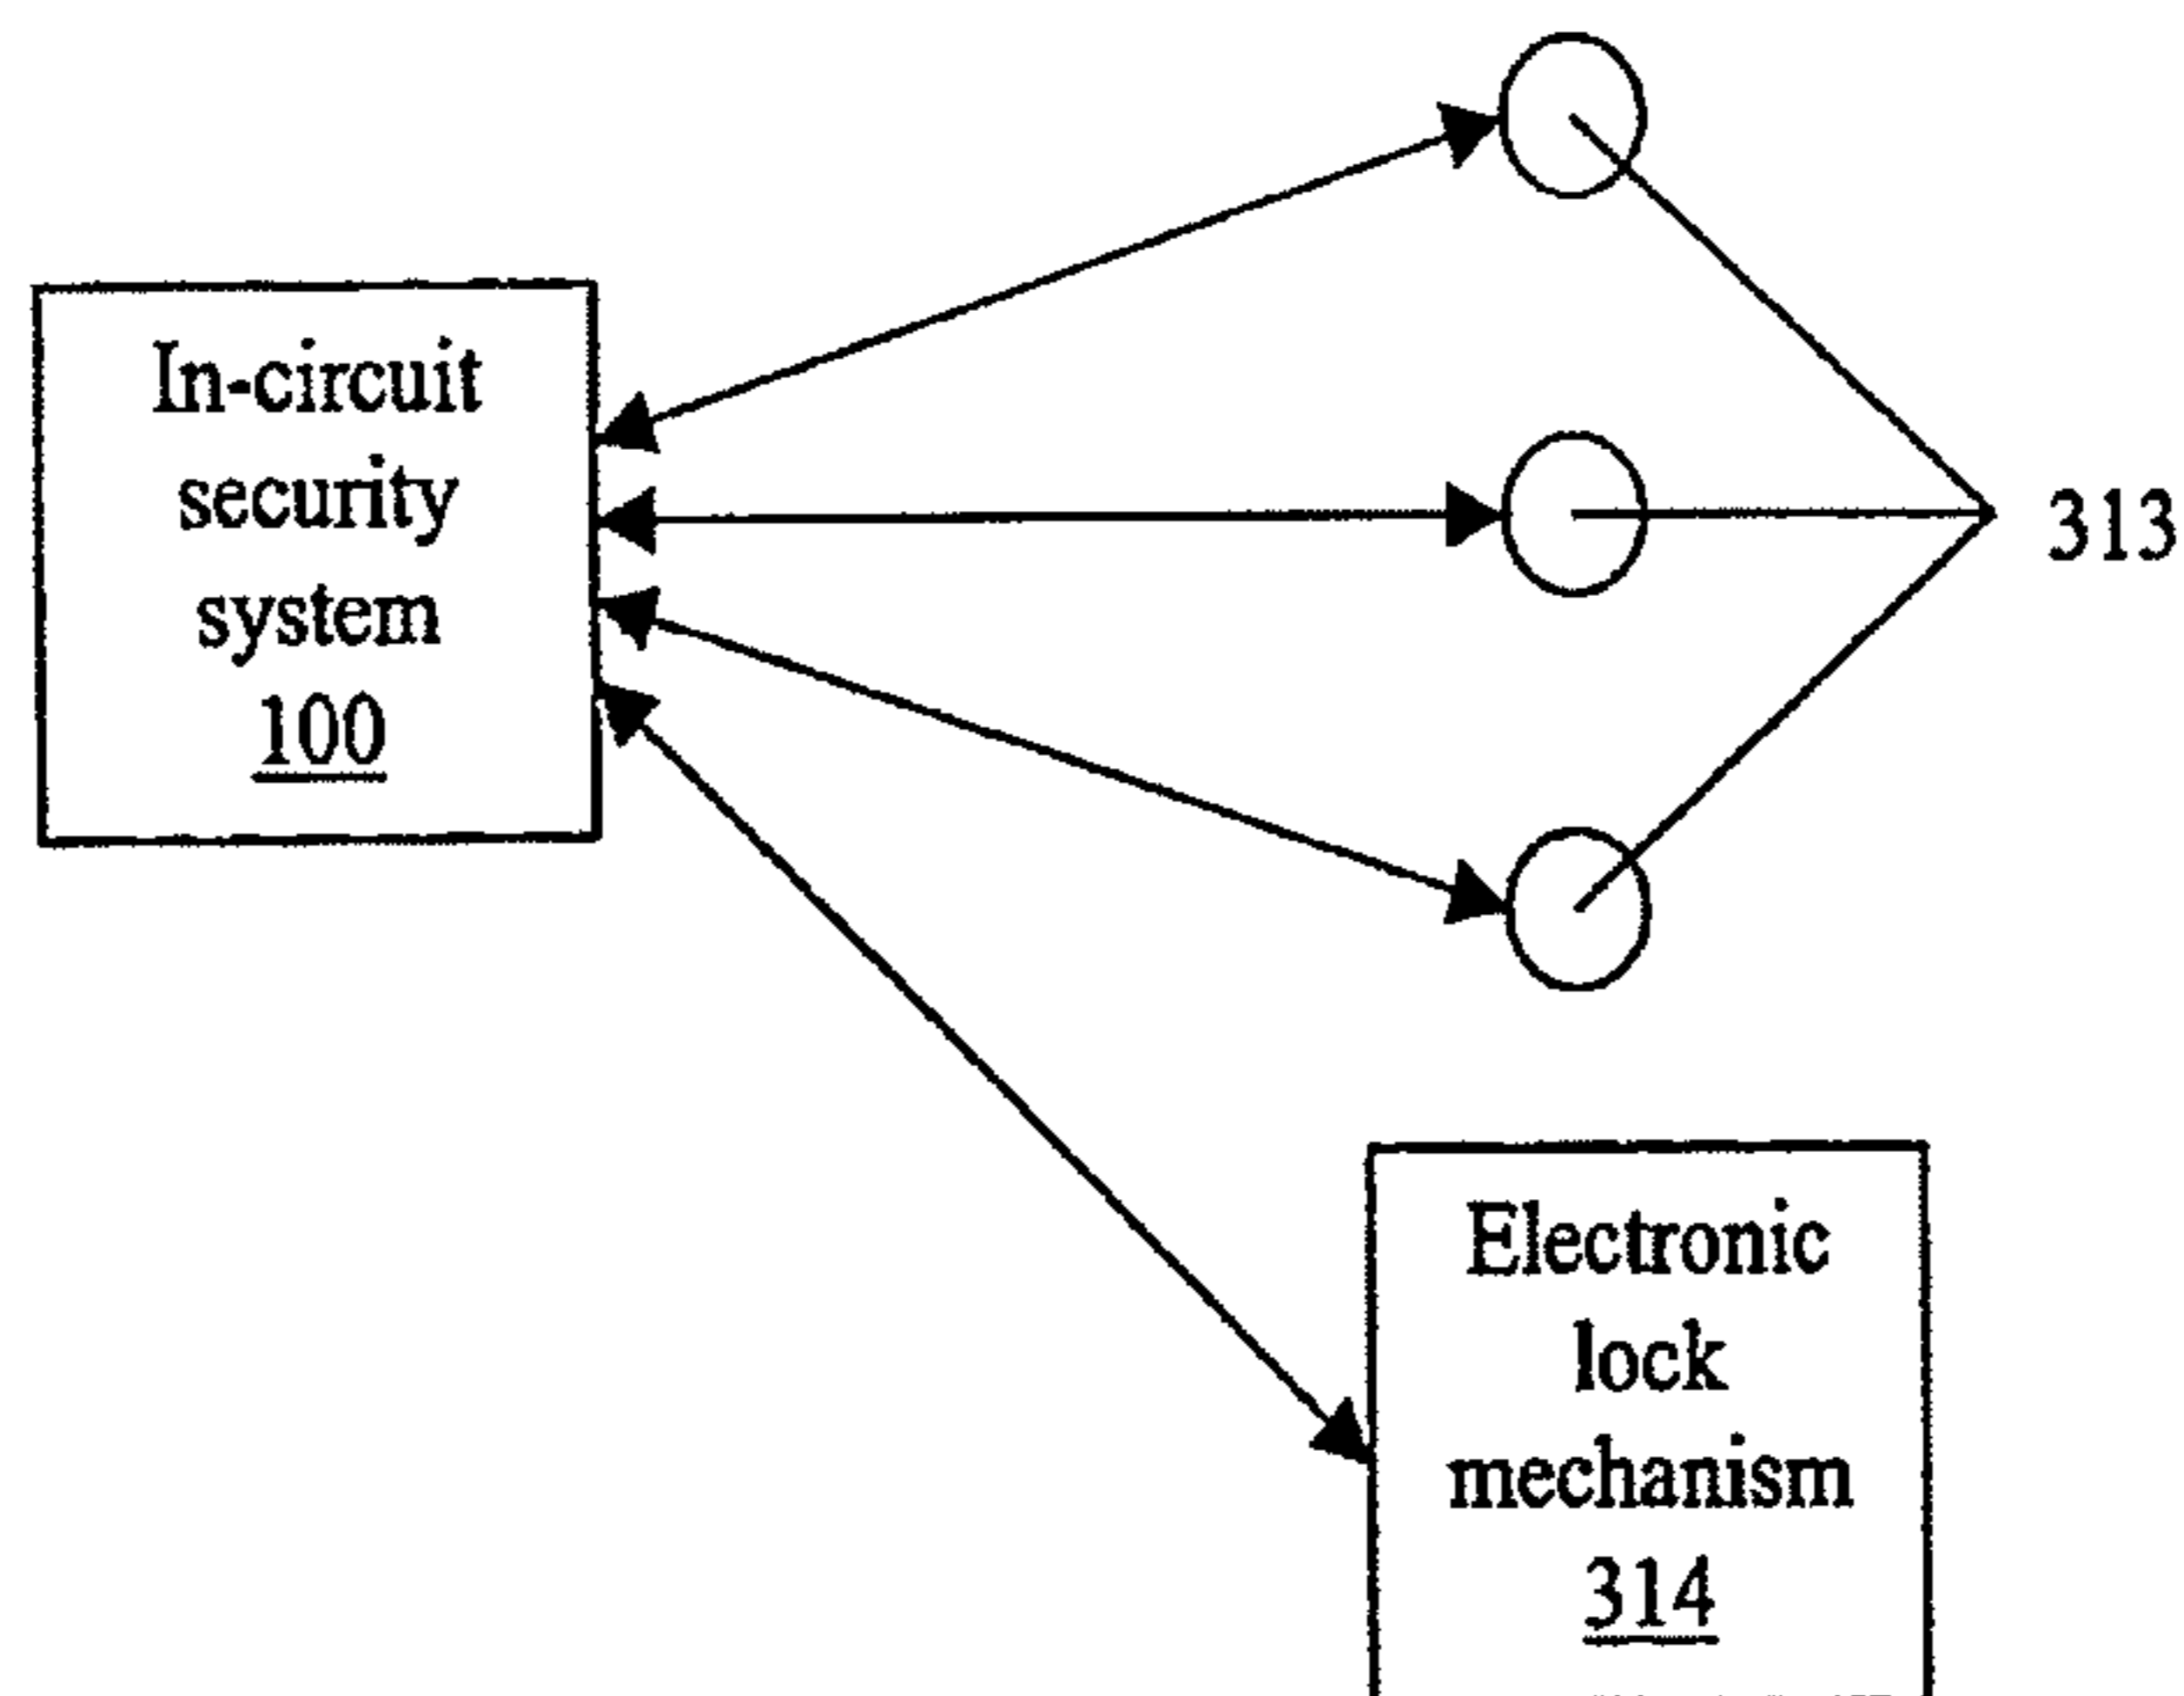 In-circuit
security
system
100
313
Electronic
lock
mechanism
314